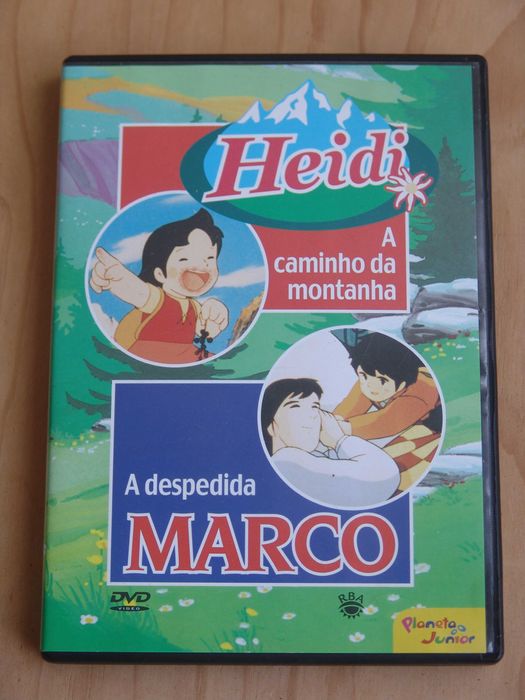 Heidi
A
caminho da
montanha
A despedida
MARCO
DVD
VIDEO
RBA
Planeta
Junior